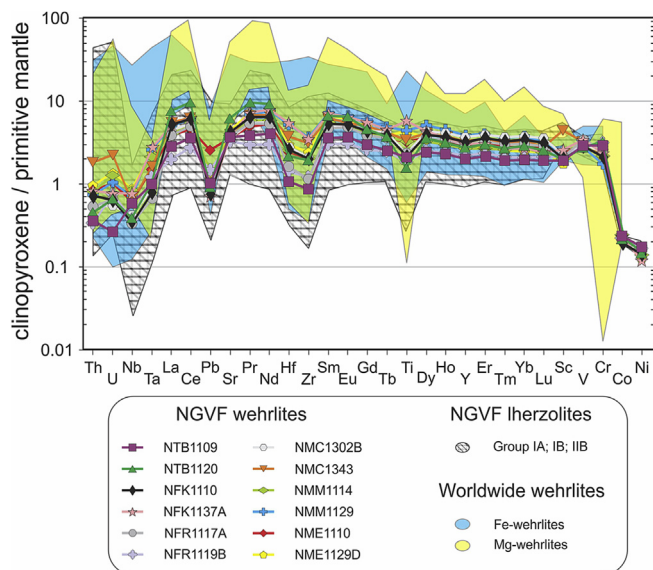 clinopyroxene / primitive mantle
100
10
1
0.1
0.01
Th U Nb Ta La Ce Pb Sr Pr Nd Hf Zr Sm Eu Gd Tb Ti Dy Ho Y Er Tm Yb Lu Sc V Cr Co Ni
NGVF wehrlites
NTB1109
NTB1120
NFK1110
NFK1137A
NFR1117A
NFR1119B
NMC1302B
NMC1343
NMM1114
NMM1129
NME1110
NME1129D
NGVF lherzolites
Group IA; IB; IIB
Worldwide wehrlites
Fe-wehrlites
Mg-wehrlites